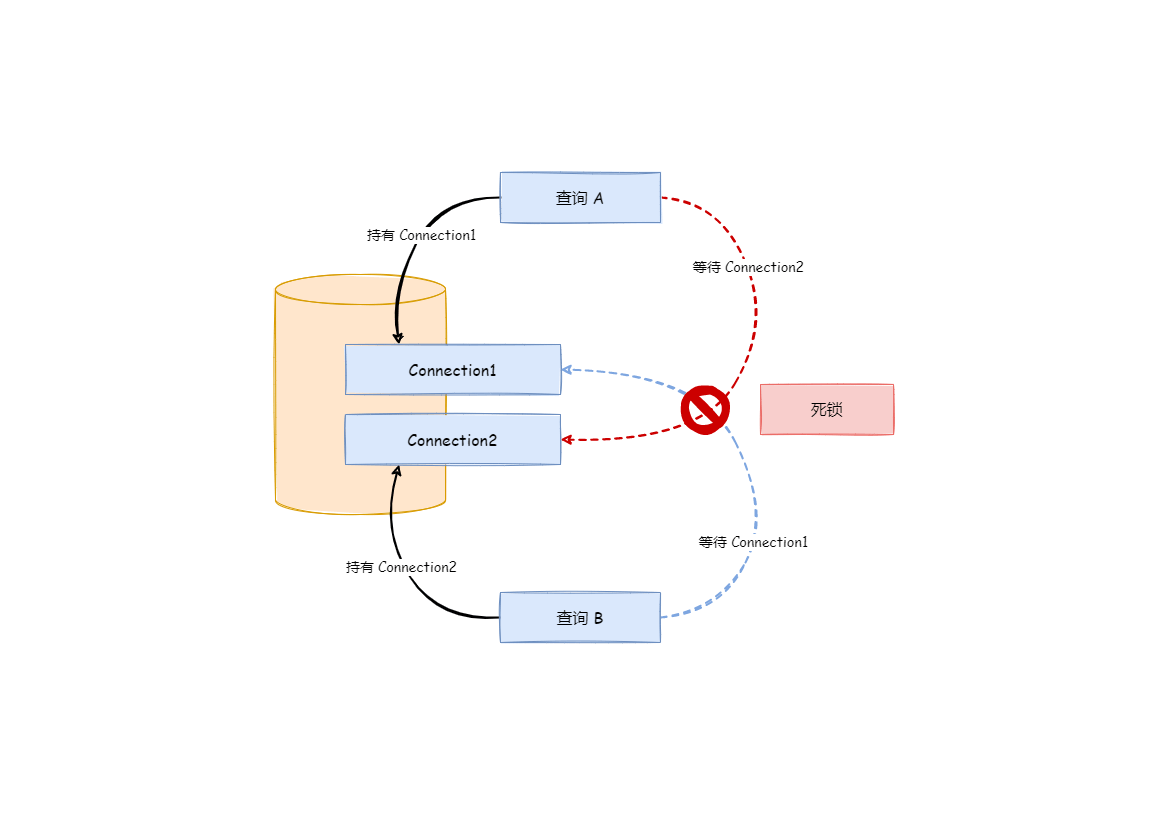 查询 A
持有 Connection1
等待 Connection2
Connection1
死锁
Connection2
等待 Connection1
持有 Connection2
查询 B